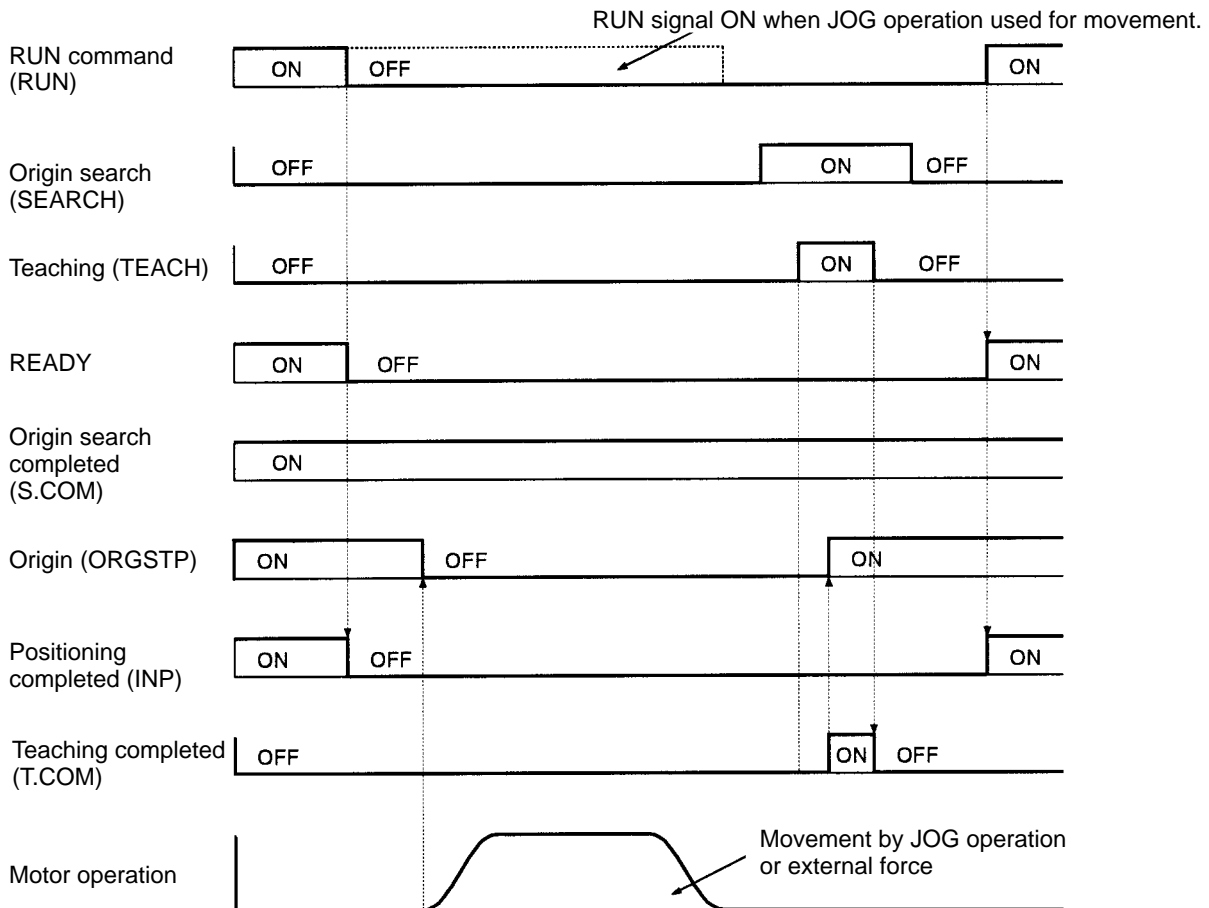 RUN signal ON when JOG operation used for movement.
RUN command
(RUN)
ON OFF ON
Origin search
(SEARCH)
OFF ON OFF
Teaching (TEACH)
OFF ON OFF
READY
ON OFF ON
Origin search
completed
(S.COM)
ON
Origin (ORGSTP)
ON OFF ON
Positioning
completed (INP)
ON OFF ON
Teaching completed
(T.COM)
OFF ON OFF
Motor operation
Movement by JOG operation
or external force